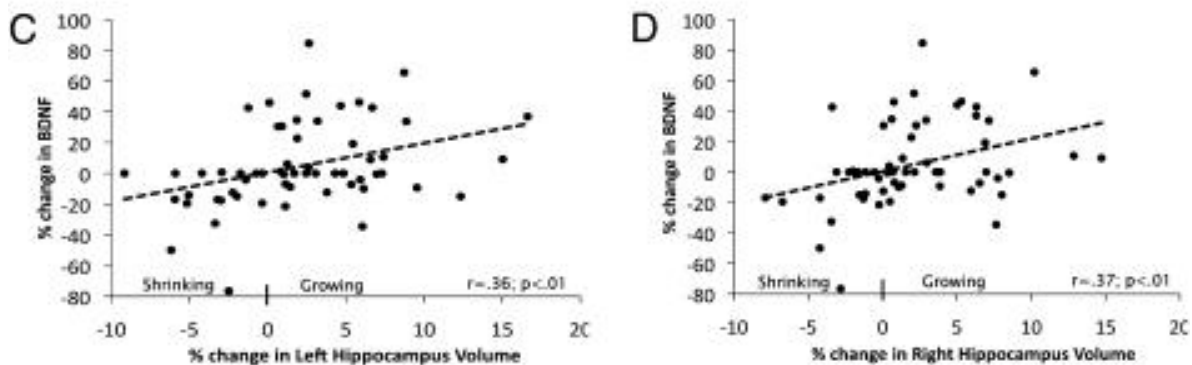 C
% change in BDNF
100
80
60
40
20
0
-20
-40
-60
-80
Shrinking
Growing
r=.36; p<.01
-10 -5 0 5 10 15 20
% change in Left Hippocampus Volume
D
% change in BDNF
100
80
60
40
20
0
-20
-40
-60
-80
Shrinking
Growing
r=.37; p<.01
-10 -5 0 5 10 15 20
% change in Right Hippocampus Volume